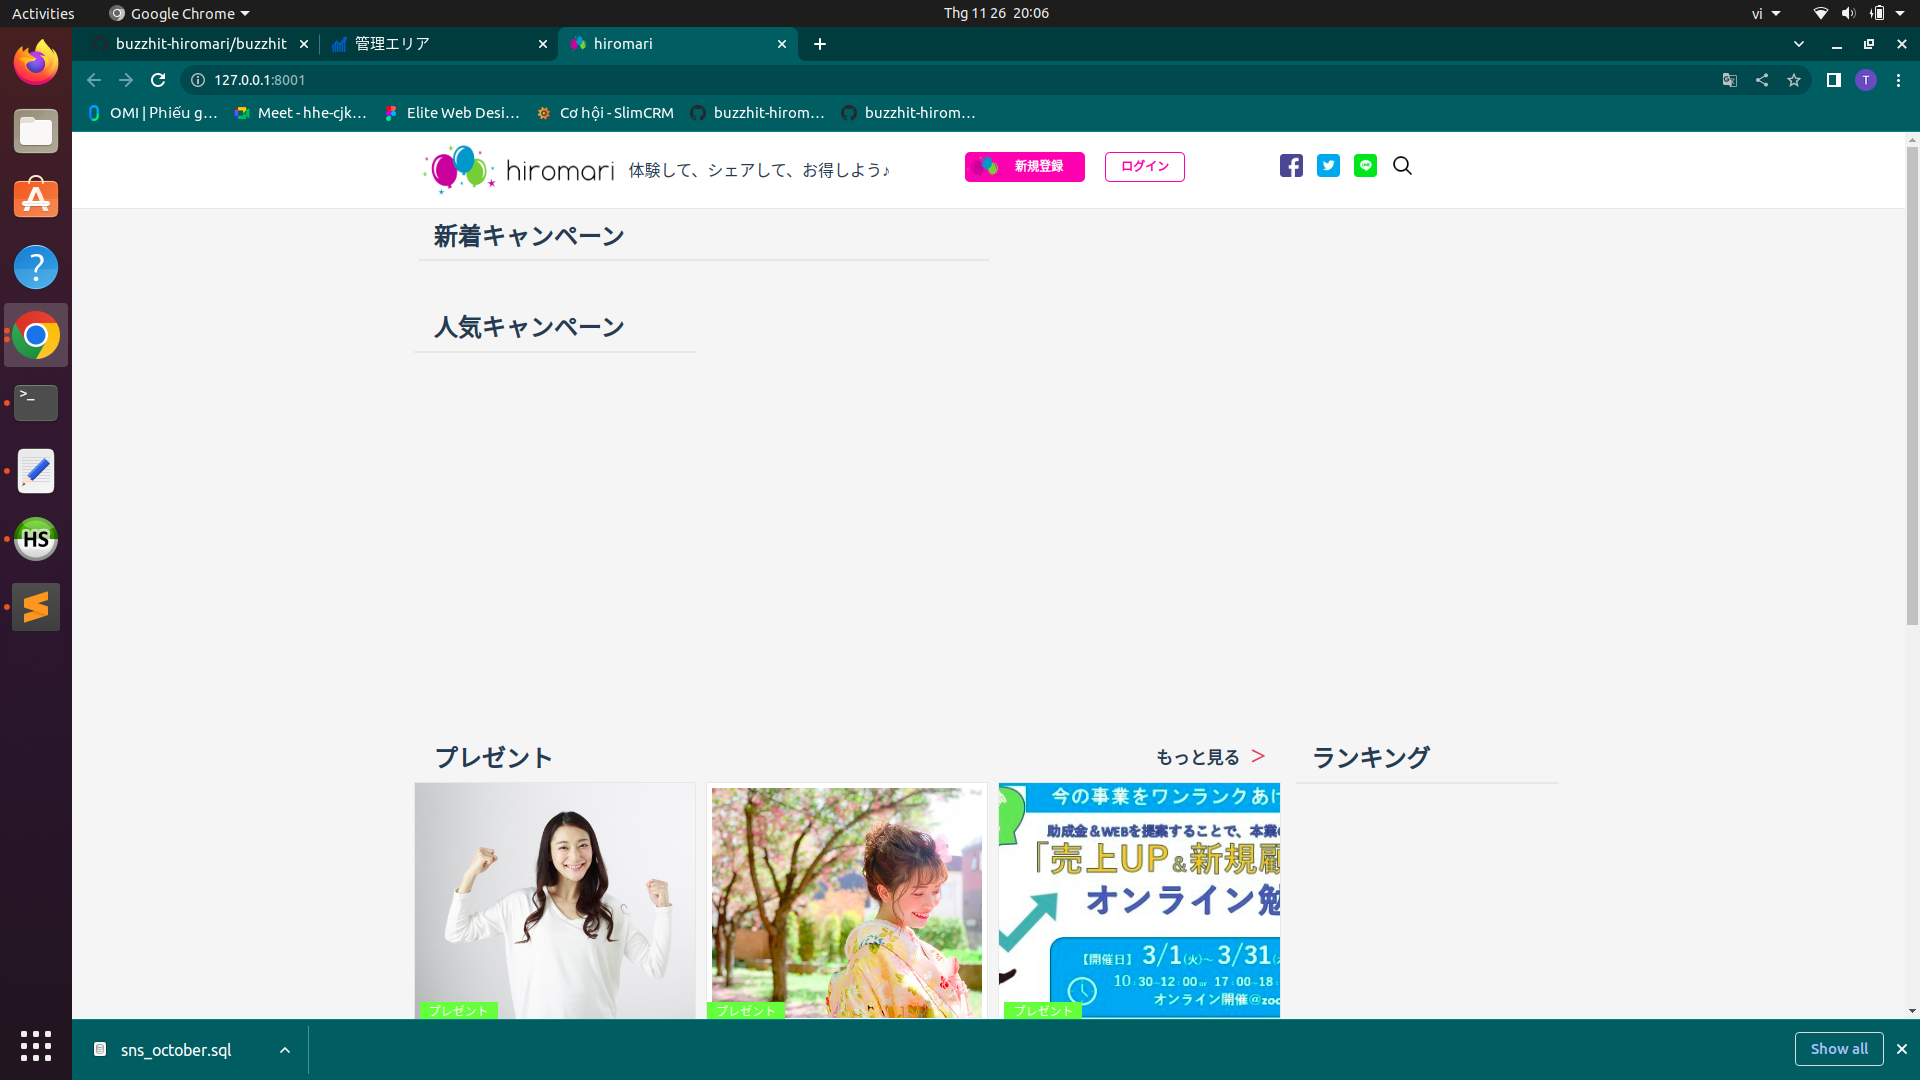 Activities
Google Chrome
Thg 11 26 20:06
vi
buzzhit-hiromari/buzzhit
管理エリア
hiromari
127.0.0.1:8001
T
OMI | Phiếu g...
Meet - hhe-cjk...
Elite Web Desi...
Cơ hội - SlimCRM
buzzhit-hirom...
buzzhit-hirom...
hiromari
体験して、シェアして、お得しよう♪
新規登録
ログイン
LINE
新着キャンペーン
人気キャンペーン
プレゼント
もっと見る >
ランキング
今の事業をワンランクあけ
助成金&WEBを提案することで、本業の
「売上UP&新規顧
オンライン勉
【開催日】 3/1(火)~ 3/31(
10:30~12:00 or 17:00~18:
オンライン開催@zoo
プレゼント
プレゼント
プレゼント
>_
HS
sns_october.sql
Show all